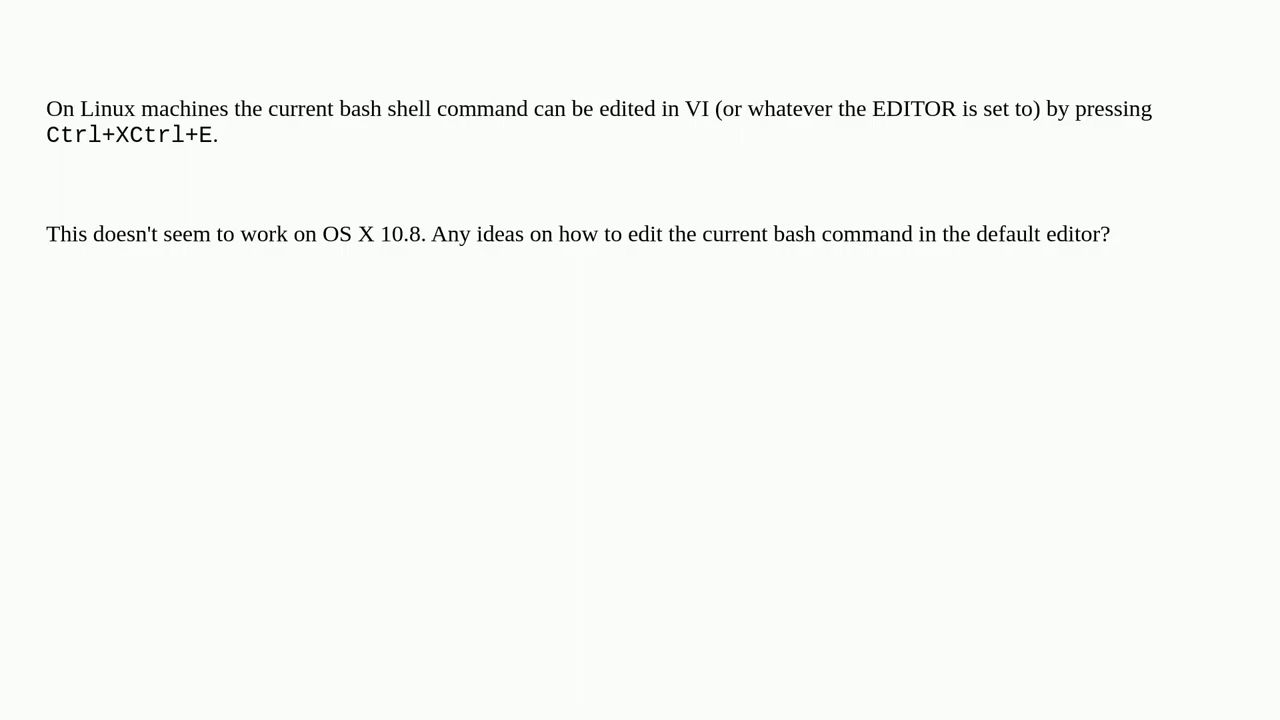 On Linux machines the current bash shell command can be edited in VI (or whatever the EDITOR is set to) by pressing
Ctrl+XCtrl+E.
This doesn't seem to work on OS X 10.8. Any ideas on how to edit the current bash command in the default editor?